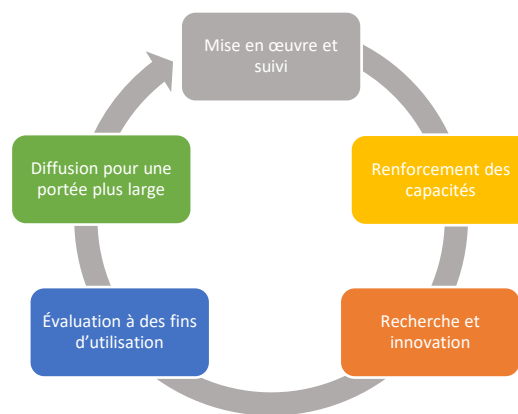 Mise en œuvre et
suivi
Renforcement des
capacités
Recherche et
innovation
Évaluation à des fins
d’utilisation
Diffusion pour une
portée plus large